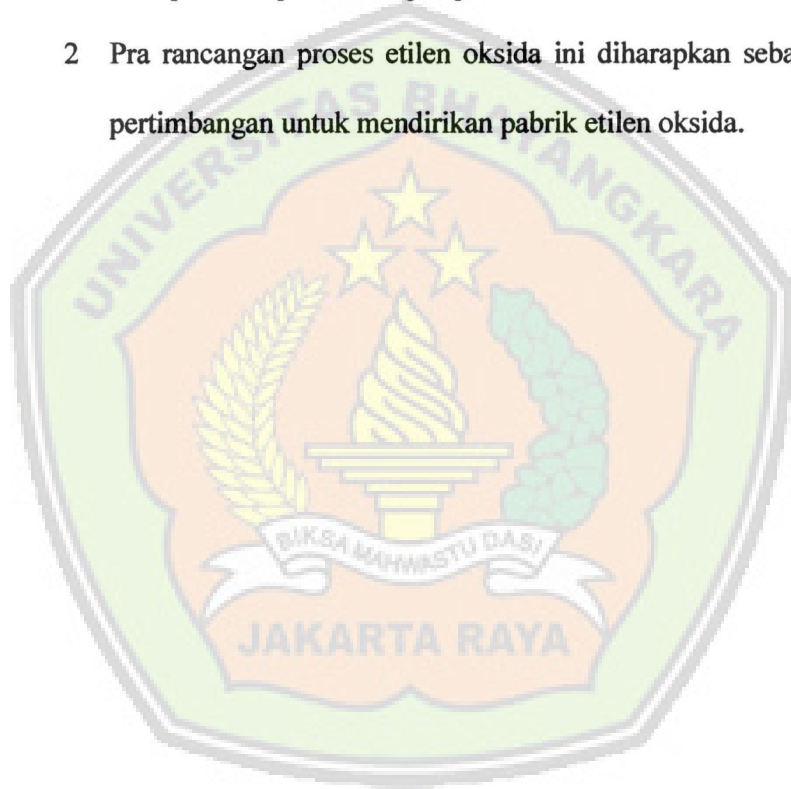 2 Pra rancangan proses etilen oksida ini diharapkan seba
pertimbangan untuk mendirikan pabrik etilen oksida.
UNIVERSITAS BHAYANGKARA
BIKSA MAHWASTU DASI
JAKARTA RAYA